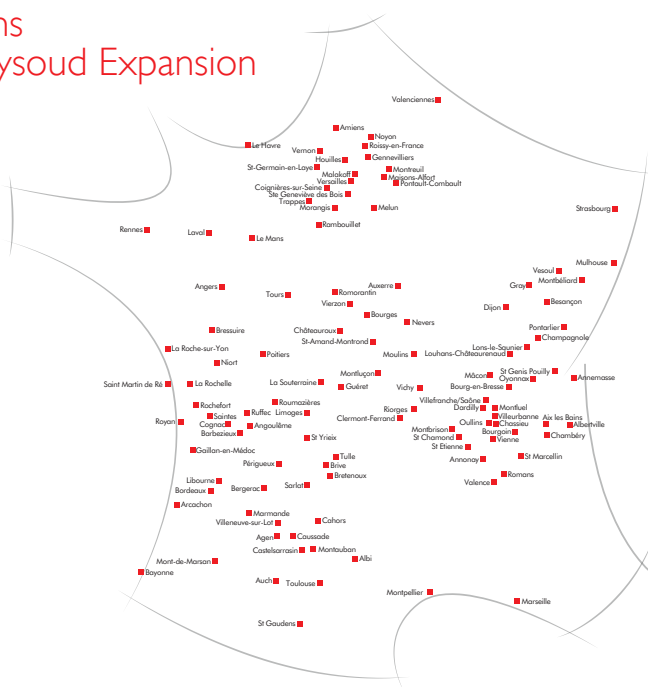 ns
ysoud Expansion
Valenciennes
Amiens
Noyon
Le Havre
Roissy-en-France
Vernon
Gennevilliers
Houilles
St-Germain-en-Laye
Montreuil
Malakoff
Maisons-Alfort
Versailles
Pontault-Combault
Coignières-sur-Seine
Ste Geneviève des Bois
Trappes
Morangis
Melun
Strasbourg
Rambouillet
Rennes
Laval
Le Mans
Mulhouse
Vesoul
Montbéliard
Gray
Angers
Auxerre
Tours
Romorantin
Besançon
Vierzon
Dijon
Bourges
Nevers
Pontarlier
Bressuire
Châteauroux
Champagnole
St-Amand-Montrond
La Roche-sur-Yon
Lons-le-Saunier
Poitiers
Moulins
Louhans-Châteaurenaud
Niort
Montluçon
St Genis Pouilly
Mâcon
Oyonnax
Annemasse
Saint Martin de Ré
La Rochelle
La Souterraine
Guéret
Vichy
Bourg-en-Bresse
Villefranche/Saône
Rochefort
Roumazières
Riorges
Dardilly
Montluel
Saintes
Ruffec
Limoges
Villeurbanne
Aix les Bains
Royan
Cognac
Angoulême
Clermont-Ferrand
Oullins
Chassieu
Albertville
Barbezieux
Montbrison
Bourgoin
Chambéry
St Yrieix
St Chamond
Vienne
Gaillan-en-Médoc
St Etienne
Tulle
Annonay
St Marcellin
Périgueux
Brive
Bretenoux
Romans
Libourne
Valence
Bordeaux
Bergerac
Sarlat
Arcachon
Marmande
Villeneuve-sur-Lot
Cahors
Agen
Caussade
Castelsarrasin
Montauban
Mont-de-Marsan
Albi
Bayonne
Auch
Toulouse
Montpellier
Marseille
St Gaudens